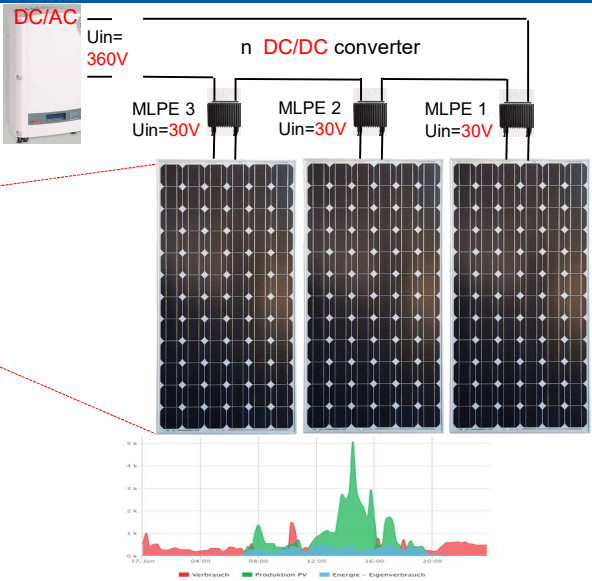 DC/AC
Uin=
360V
n DC/DC converter
MLPE 3
Uin=30V
MLPE 2
Uin=30V
MLPE 1
Uin=30V
5 k
4 k
3 k
2 k
1 k
0 k
17. Jun
04:00
08:00
12:00
16:00
20:00
Verbrauch
Produktion PV
Energie – Eigenverbrauch